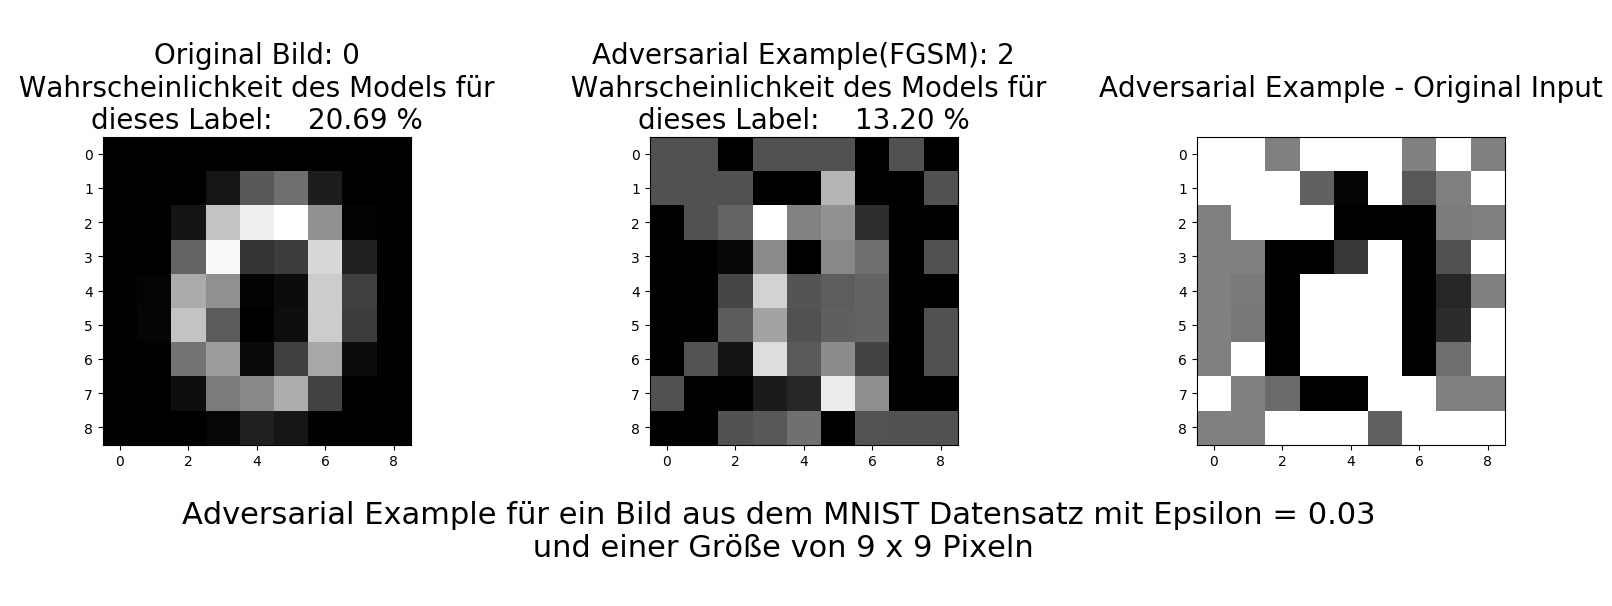 Original Bild: 0
Wahrscheinlichkeit des Models für
dieses Label: 20.69 %
Adversarial Example(FGSM): 2
Wahrscheinlichkeit des Models für
dieses Label: 13.20 %
Adversarial Example - Original Input
0
1
2
3
4
5
6
7
8
0 2 4 6 8
0
1
2
3
4
5
6
7
8
0 2 4 6 8
0
1
2
3
4
5
6
7
8
0 2 4 6 8
Adversarial Example für ein Bild aus dem MNIST Datensatz mit Epsilon = 0.03
und einer Größe von 9 x 9 Pixeln